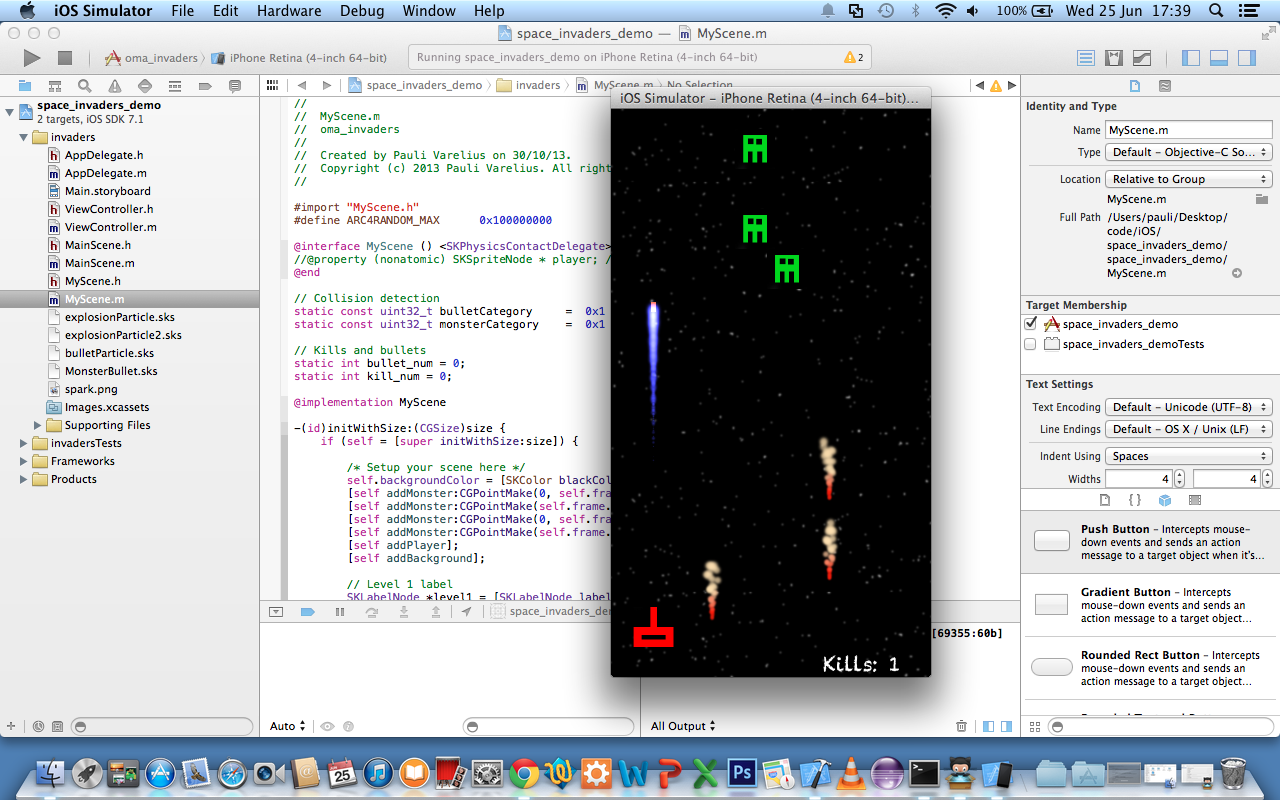 iOS Simulator File Edit Hardware Debug Window Help 100% Wed 25 Jun 17:39
space_invaders_demo — MyScene.m
oma_invaders iPhone Retina (4-inch 64-bit) Running space_invaders_demo on iPhone Retina (4-inch 64-bit) 2
space_invaders_demo invaders MyScene.m No Selection
space_invaders_demo
2 targets, iOS SDK 7.1
invaders
AppDelegate.h
AppDelegate.m
Main.storyboard
ViewController.h
ViewController.m
MainScene.h
MainScene.m
MyScene.h
MyScene.m
explosionParticle.sks
explosionParticle2.sks
bulletParticle.sks
MonsterBullet.sks
spark.png
Images.xcassets
Supporting Files
invadersTests
Frameworks
Products
//
// MyScene.m
// oma_invaders
//
// Created by Pauli Varelius on 30/10/13.
// Copyright (c) 2013 Pauli Varelius. All right
//
#import "MyScene.h"
#define ARC4RANDOM_MAX 0x100000000
@interface MyScene () <SKPhysicsContactDelegate>
//@property (nonatomic) SKSpriteNode * player; /
@end
// Collision detection
static const uint32_t bulletCategory = 0x1
static const uint32_t monsterCategory = 0x1
// Kills and bullets
static int bullet_num = 0;
static int kill_num = 0;
@implementation MyScene
-(id)initWithSize:(CGSize)size {
if (self = [super initWithSize:size]) {
/* Setup your scene here */
self.backgroundColor = [SKColor blackCol
[self addMonster:CGPointMake(0, self.fra
[self addMonster:CGPointMake(self.frame.
[self addMonster:CGPointMake(0, self.fra
[self addMonster:CGPointMake(self.frame.
[self addPlayer];
[self addBackground];
// Level 1 label
SKLabelNode *level1 = [SKLabelNode label
space_invaders_de
[69355:60b]
Auto
All Output
iOS Simulator – iPhone Retina (4-inch 64-bit)...
Kills: 1
Identity and Type
Name MyScene.m
Type Default – Objective-C So...
Location Relative to Group
MyScene.m
Full Path /Users/pauli/Desktop/
code/iOS/
space_invaders_demo/
space_invaders_demo/
MyScene.m
Target Membership
space_invaders_demo
space_invaders_demoTests
Text Settings
Text Encoding Default – Unicode (UTF-8)
Line Endings Default – OS X / Unix (LF)
Indent Using Spaces
Widths 4 4
{ }
Push Button – Intercepts mouse-
down events and sends an action
message to a target object when it's...
Gradient Button – Intercepts
mouse-down events and sends an
action message to a target object...
Rounded Rect Button – Intercepts
mouse-down events and sends an
action message to a target object...
25
Ps